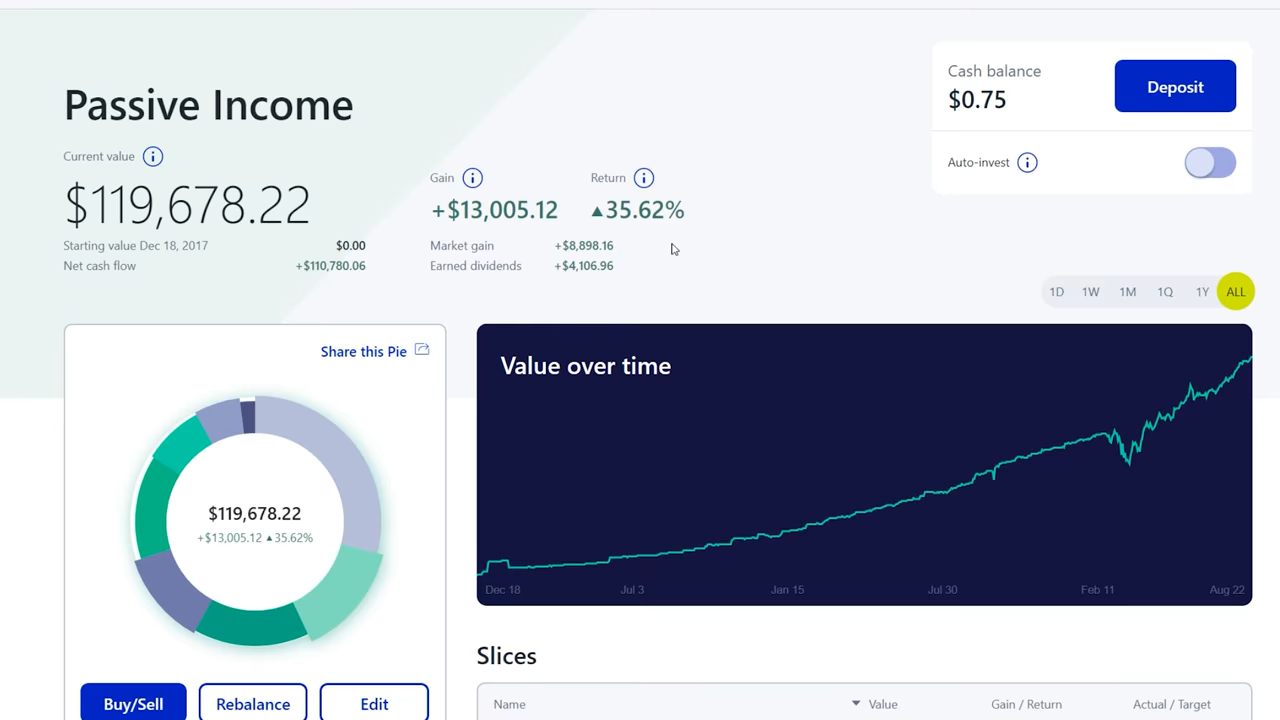 Passive Income
Current value
$119,678.22
Starting value Dec 18, 2017 $0.00
Net cash flow +$110,780.06
Gain Return
+$13,005.12 ▲35.62%
Market gain +$8,898.16
Earned dividends +$4,106.96
Cash balance
$0.75
Deposit
Auto-invest
1D 1W 1M 1Q 1Y ALL
Share this Pie
$119,678.22
+$13,005.12 ▲35.62%
Buy/Sell Rebalance Edit
Value over time
Dec 18 Jul 3 Jan 15 Jul 30 Feb 11 Aug 22
Slices
Name Value Gain / Return Actual / Target